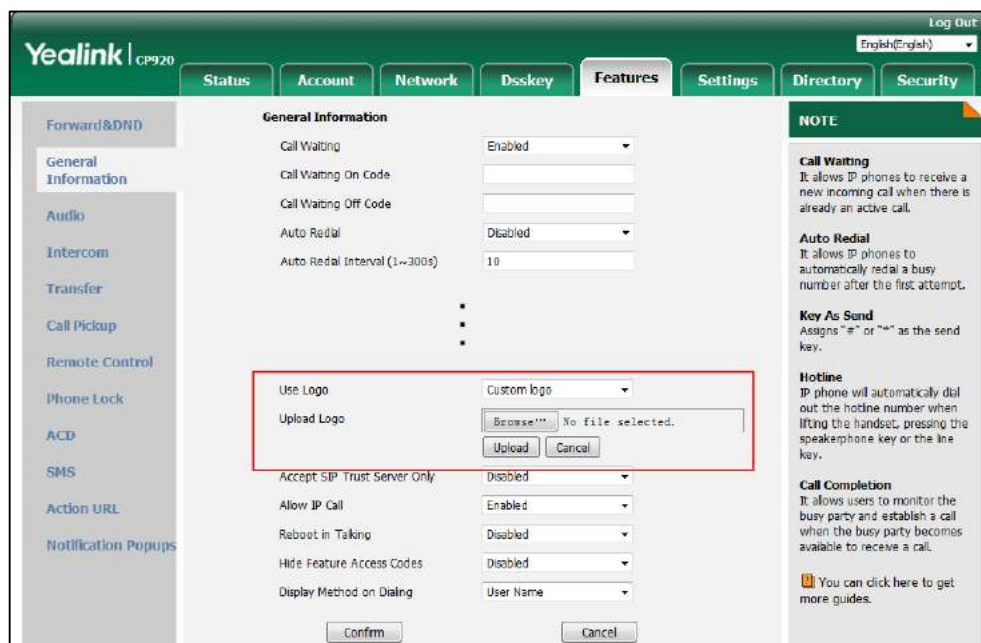 Log Out
Yealink CP920
English(English)
Status Account Network Dsskey Features Settings Directory Security
Forward&DND
General
Information
Audio
Intercom
Transfer
Call Pickup
Remote Control
Phone Lock
ACD
SMS
Action URL
Notification Popups
General Information
Call Waiting Enabled
Call Waiting On Code
Call Waiting Off Code
Auto Redial Disabled
Auto Redial Interval (1~300s) 10
Use Logo Custom logo
Upload Logo Browse... No file selected.
Upload Cancel
Accept SIP Trust Server Only Disabled
Allow IP Call Enabled
Reboot in Talking Disabled
Hide Feature Access Codes Disabled
Display Method on Dialing User Name
Confirm Cancel
NOTE
Call Waiting
It allows IP phones to receive a
new incoming call when there is
already an active call.
Auto Redial
It allows IP phones to
automatically redial a busy
number after the first attempt.
Key As Send
Assigns "#" or "*" as the send
key.
Hotline
IP phone will automatically dial
out the hotline number when
lifting the handset, pressing the
speakerphone key or the line
key.
Call Completion
It allows users to monitor the
busy party and establish a call
when the busy party becomes
available to receive a call.
You can click here to get
more guides.